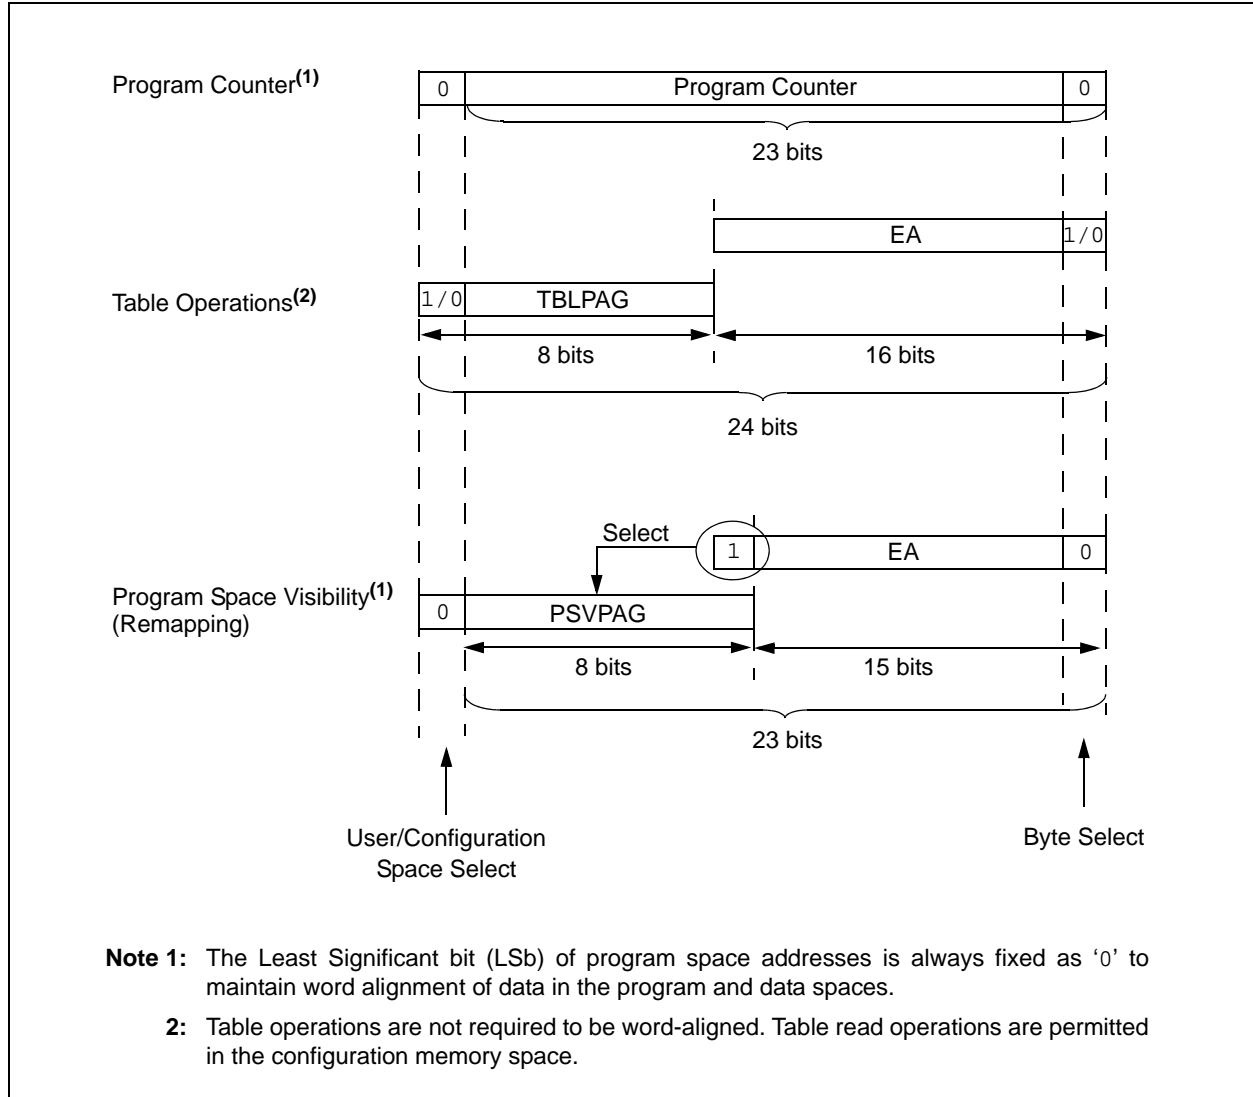 Program Counter(1)
0
Program Counter
0
23 bits
EA
1/0
Table Operations(2)
1/0
TBLPAG
8 bits
16 bits
24 bits
Select
1
EA
0
Program Space Visibility(1)
(Remapping)
0
PSVPAG
8 bits
15 bits
23 bits
User/Configuration
Space Select
Byte Select
Note 1: The Least Significant bit (LSb) of program space addresses is always fixed as ‘0’ to
maintain word alignment of data in the program and data spaces.
2: Table operations are not required to be word-aligned. Table read operations are permitted
in the configuration memory space.